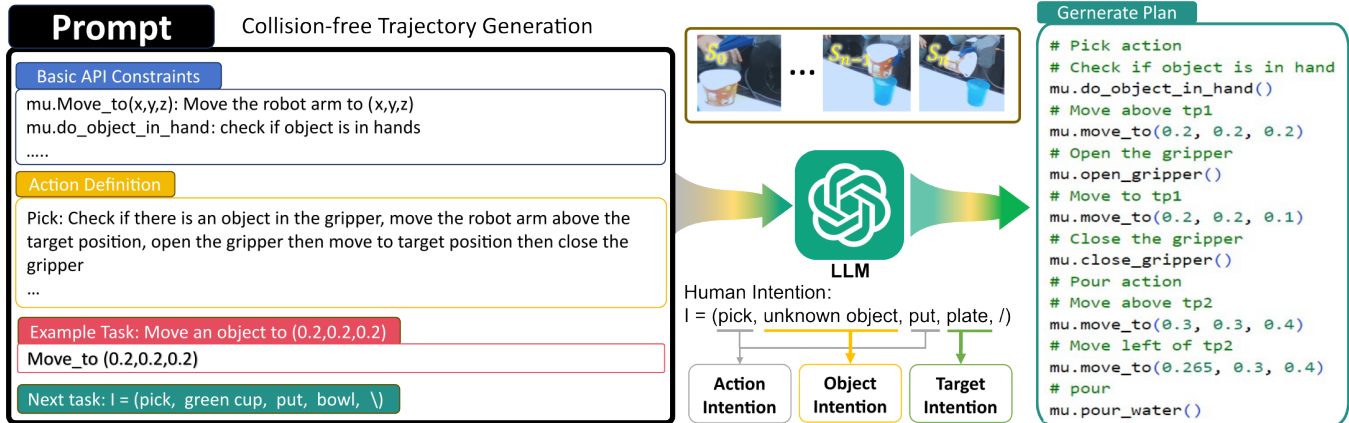 Prompt
Collision-free Trajectory Generation
Basic API Constraints
mu.Move_to(x,y,z): Move the robot arm to (x,y,z)
mu.do_object_in_hand: check if object is in hands
.....
Action Definition
Pick: Check if there is an object in the gripper, move the robot arm above the
target position, open the gripper then move to target position then close the
gripper
...
Example Task: Move an object to (0.2,0.2,0.2)
Move_to (0.2,0.2,0.2)
Next task: I = (pick, green cup, put, bowl, \)
S0
...
Sn-1
Sn
LLM
Human Intention:
I = (pick, unknown object, put, plate, /)
Action
Intention
Object
Intention
Target
Intention
Gernerate Plan
# Pick action
# Check if object is in hand
mu.do_object_in_hand()
# Move above tp1
mu.move_to(0.2, 0.2, 0.2)
# Open the gripper
mu.open_gripper()
# Move to tp1
mu.move_to(0.2, 0.2, 0.1)
# Close the gripper
mu.close_gripper()
# Pour action
# Move above tp2
mu.move_to(0.3, 0.3, 0.4)
# Move left of tp2
mu.move_to(0.265, 0.3, 0.4)
# pour
mu.pour_water()